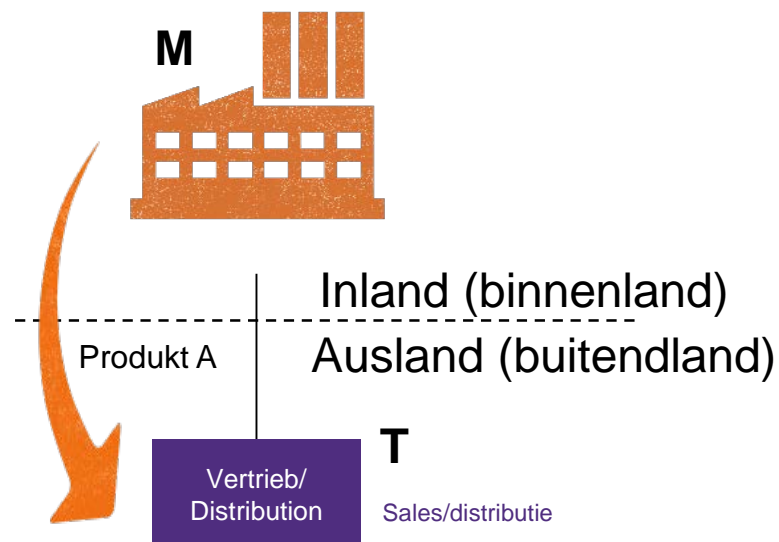 M
Inland (binnenland)
Produkt A
Ausland (buitendland)
T
Vertrieb/
Distribution
Sales/distributie